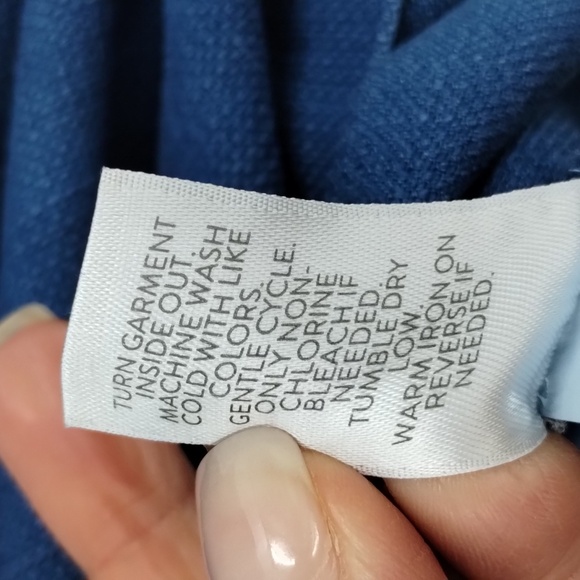 TURN GARMENT
INSIDE OUT.
MACHINE WASH
COLD WITH LIKE
COLORS.
GENTLE CYCLE.
ONLY NON-
CHLORINE
BLEACH IF
NEEDED.
TUMBLE DRY
LOW
WARM IRON ON
REVERSE IF
NEEDED.